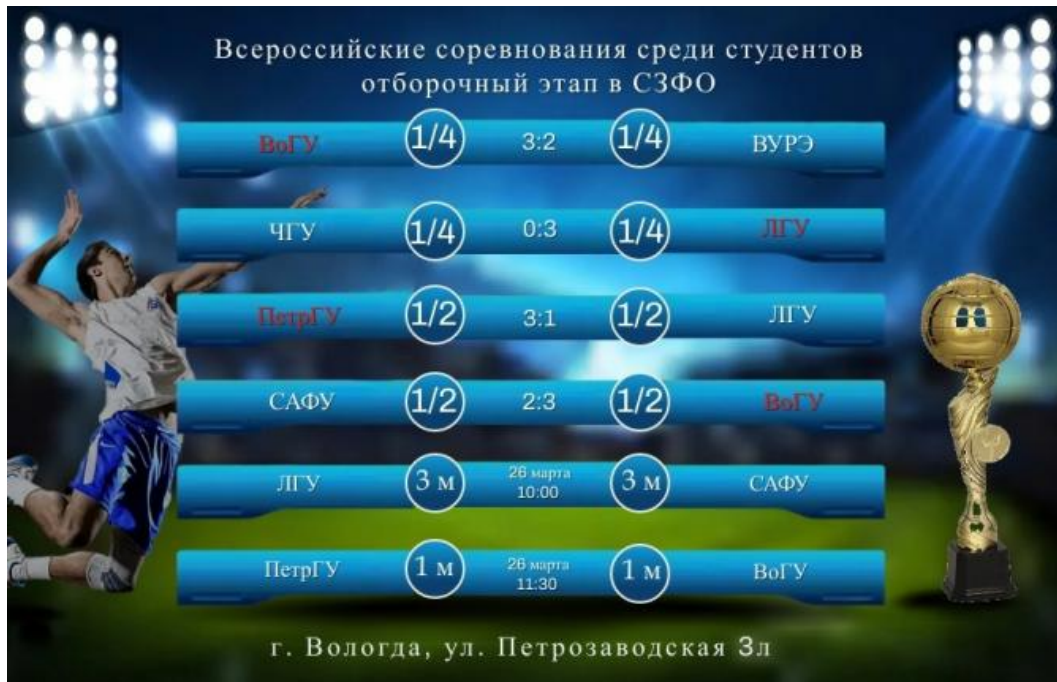 Всероссийские соревнования среди студентов
отборочный этап в СЗФО
ВоГУ 1/4 3:2 1/4 ВУРЭ
ЧГУ 1/4 0:3 1/4 ЛГУ
ПетрГУ 1/2 3:1 1/2 ЛГУ
САФУ 1/2 2:3 1/2 ВоГУ
ЛГУ 3 м 26 марта 10:00 3 м САФУ
ПетрГУ 1 м 26 марта 11:30 1 м ВоГУ
г. Вологда, ул. Петрозаводская 3л